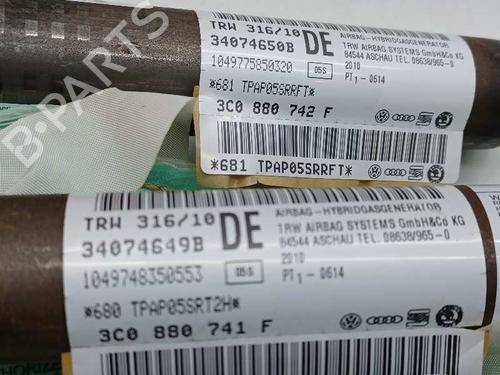 TRW 316/10 DE AIRBAG-HYBRIDGASGENERATOR
34074650B TRW AIRBAG SYSTEMS GmbH&Co KG
84544 ASCHAU TEL. 08638/965-0
1049775850320 05S 2010
PT1-0614
*681 TPAP05SRRFT*
3C0 880 742 F
*681 TPAP05SRRFT*
TRW 316/10 DE AIRBAG-HYBRIDGASGENERATOR
34074649B TRW AIRBAG SYSTEMS GmbH&Co KG
84544 ASCHAU TEL. 08638/965-0
1049748350553 05S 2010
PT1-0614
*680 TPAP05SRT2H*
3C0 880 741 F
B-PARTS